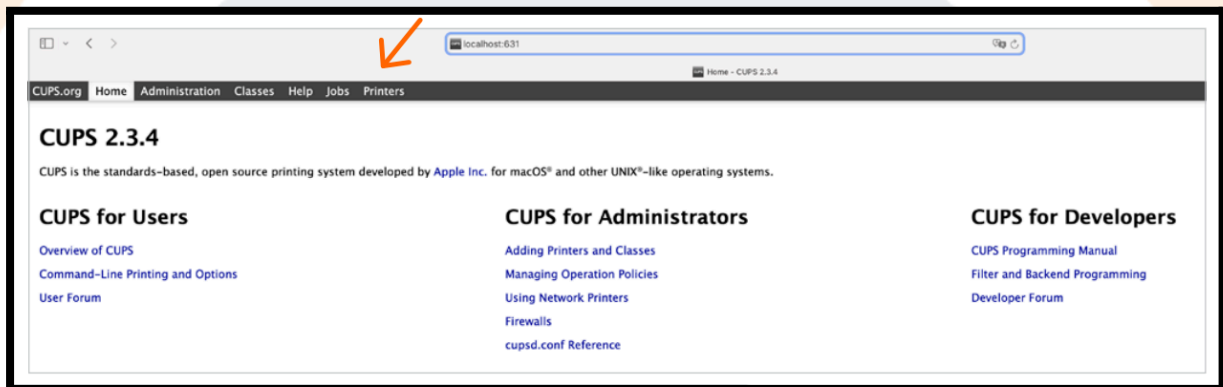 localhost:631
Home - CUPS 2.3.4
CUPS.org Home Administration Classes Help Jobs Printers
CUPS 2.3.4
CUPS is the standards-based, open source printing system developed by Apple Inc. for macOS® and other UNIX®-like operating systems.
CUPS for Users
Overview of CUPS
Command-Line Printing and Options
User Forum
CUPS for Administrators
Adding Printers and Classes
Managing Operation Policies
Using Network Printers
Firewalls
cupsd.conf Reference
CUPS for Developers
CUPS Programming Manual
Filter and Backend Programming
Developer Forum